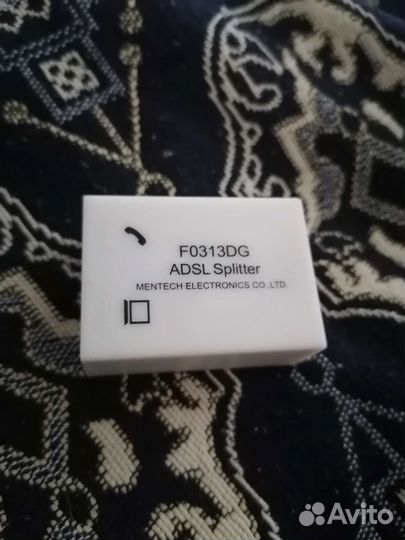 F0313DG
ADSL Splitter
MENTECH ELECTRONICS CO.,LTD.
Avito